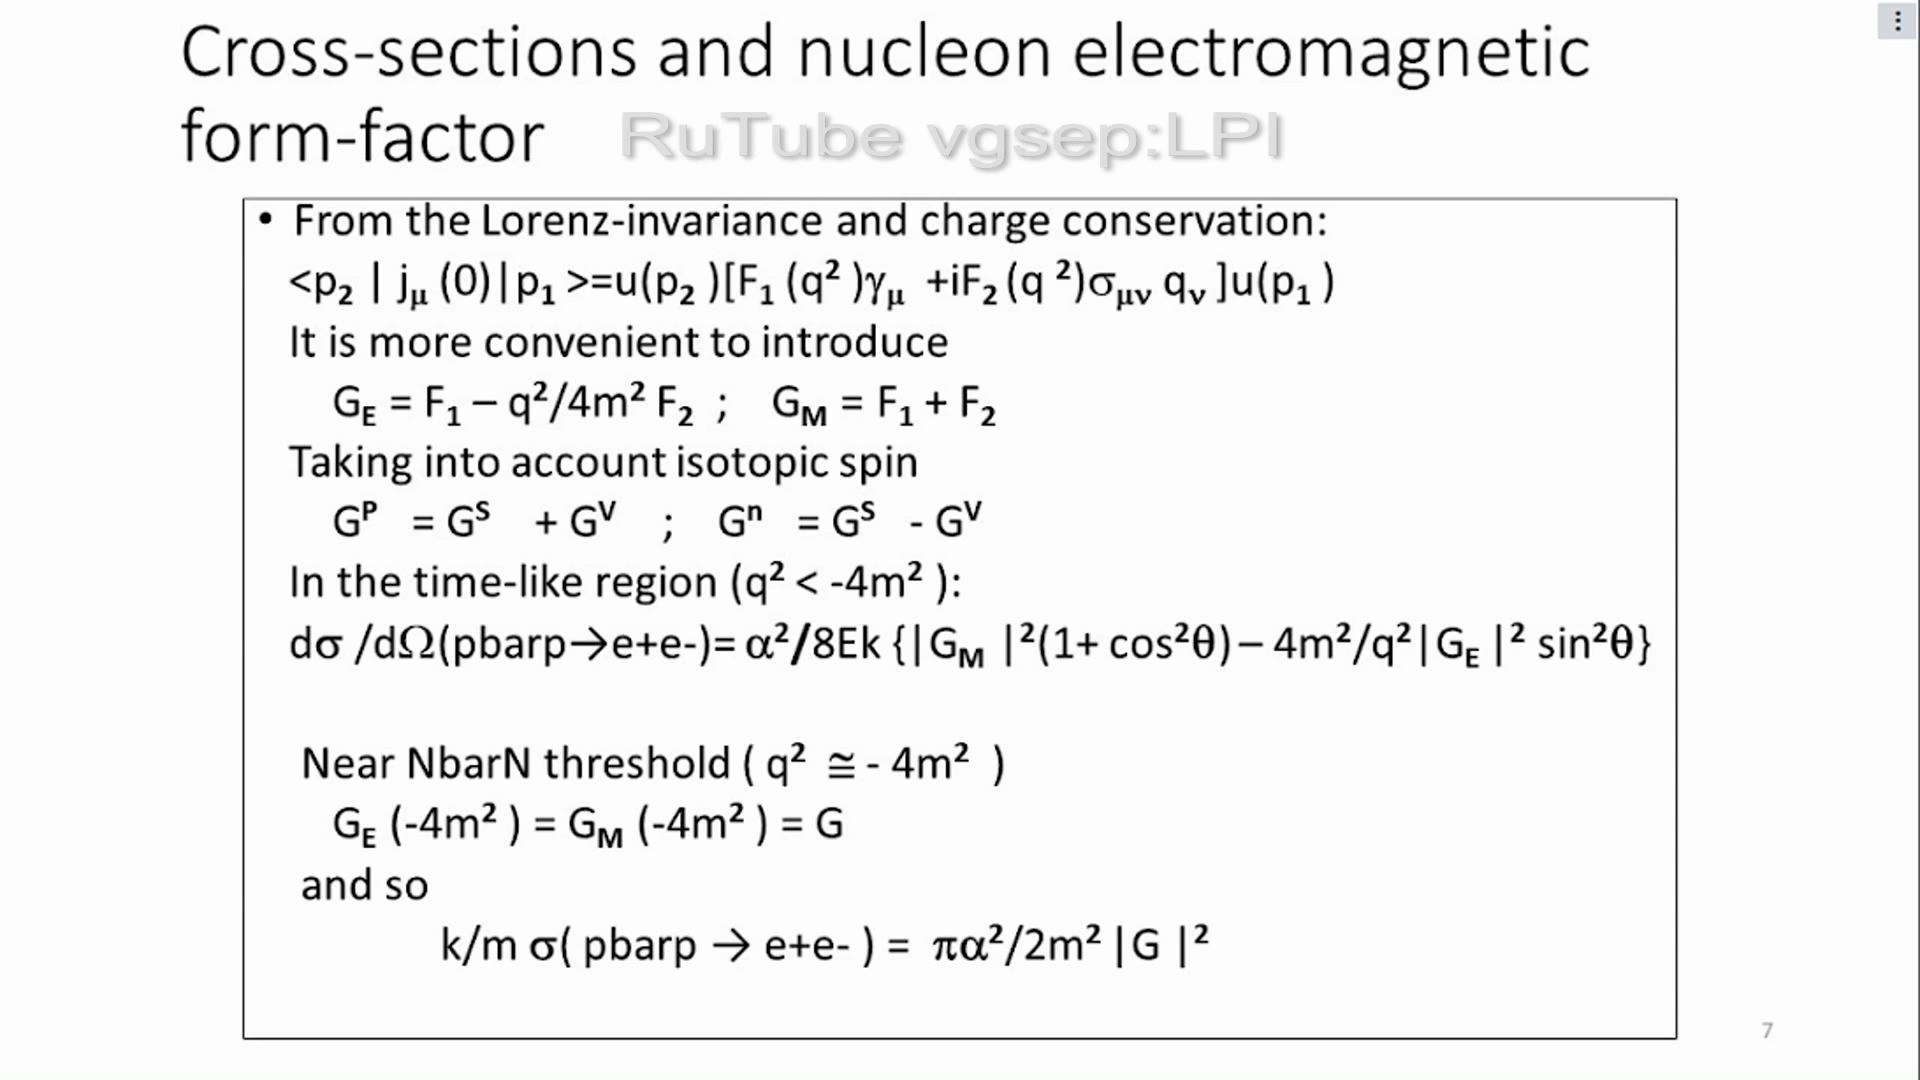 Cross-sections and nucleon electromagnetic
form-factor
RuTube vgsep:LPI
• From the Lorenz-invariance and charge conservation:
<p₂ | jμ (0)|p₁ >=u(p₂ )[F₁ (q² )γμ +iF₂ (q ²)σμν qν ]u(p₁ )
It is more convenient to introduce
G_E = F₁ – q²/4m² F₂ ; G_M = F₁ + F₂
Taking into account isotopic spin
Gᴾ = Gˢ + Gⱽ ; Gⁿ = Gˢ - Gⱽ
In the time-like region (q² < -4m² ):
dσ /dΩ(pbarp→e+e-)= α²/8Ek {|G_M |²(1+ cos²θ) – 4m²/q²|G_E |² sin²θ}
Near NbarN threshold ( q² ≅ - 4m² )
G_E (-4m² ) = G_M (-4m² ) = G
and so
k/m σ( pbarp → e+e- ) = πα²/2m² |G |²
7